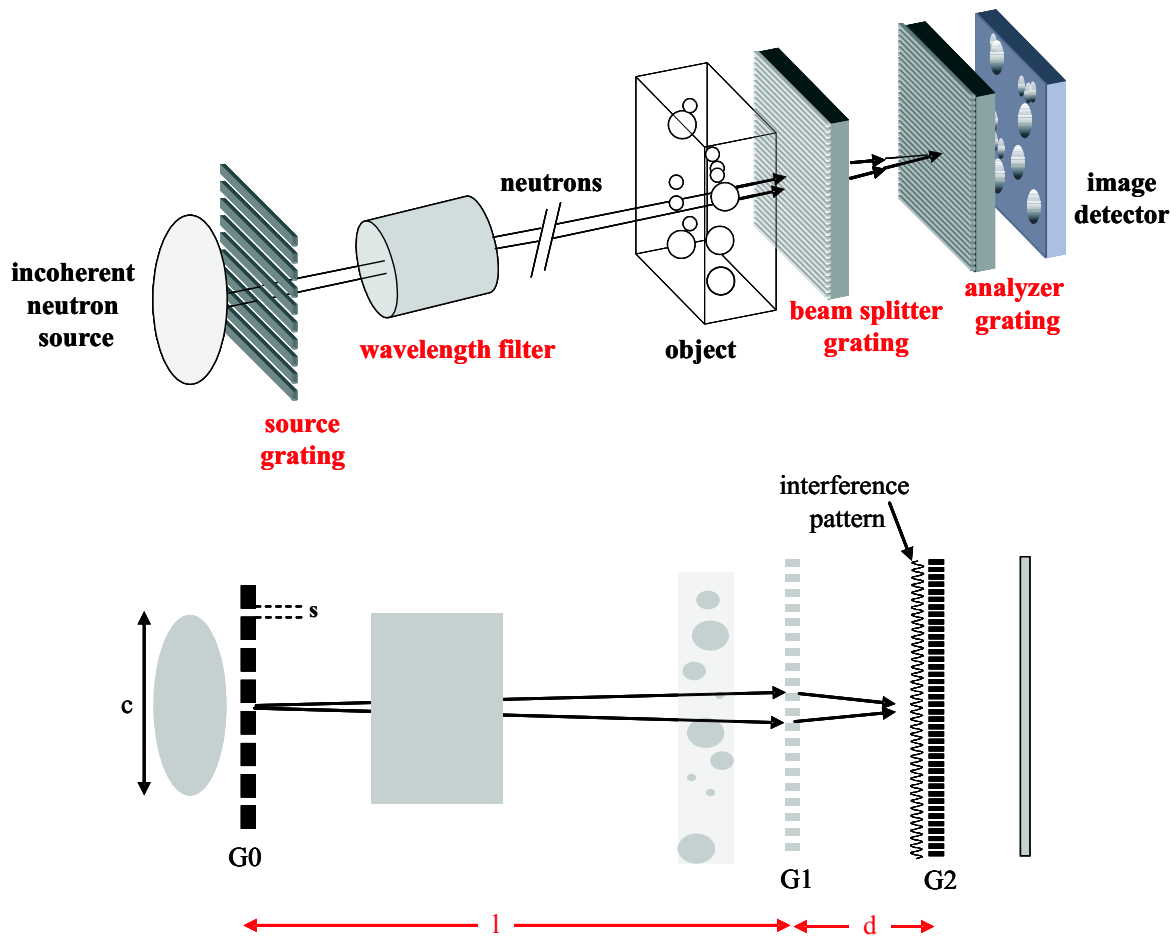 incoherent
neutron
source
source
grating
wavelength filter
neutrons
object
beam splitter
grating
analyzer
grating
image
detector
interference
pattern
s
c
G0
G1
G2
l
d